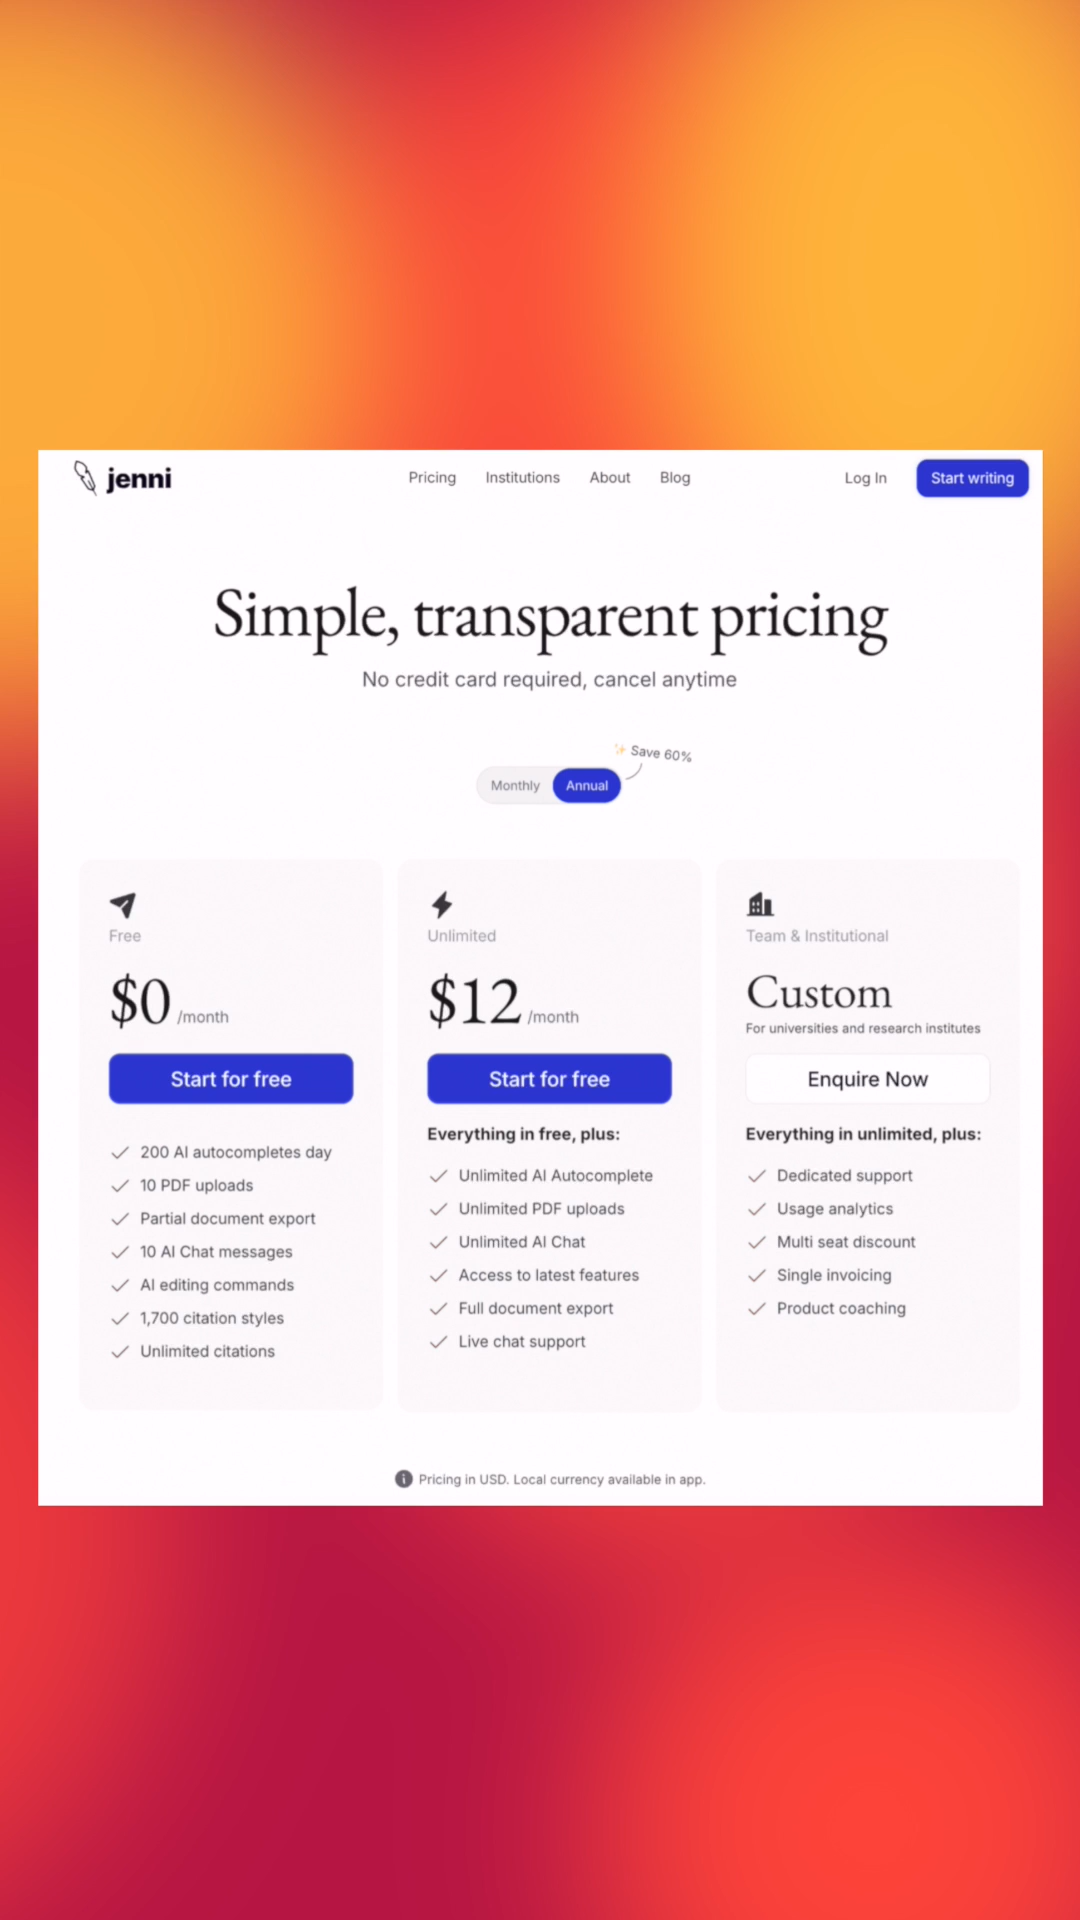 jenni
Pricing
Institutions
About
Blog
Log In
Start writing
Simple, transparent pricing
No credit card required, cancel anytime
✨ Save 60%
Monthly
Annual
Free
$0 /month
Start for free
200 AI autocompletes day
10 PDF uploads
Partial document export
10 AI Chat messages
AI editing commands
1,700 citation styles
Unlimited citations
Unlimited
$12 /month
Start for free
Everything in free, plus:
Unlimited AI Autocomplete
Unlimited PDF uploads
Unlimited AI Chat
Access to latest features
Full document export
Live chat support
Team & Institutional
Custom
For universities and research institutes
Enquire Now
Everything in unlimited, plus:
Dedicated support
Usage analytics
Multi seat discount
Single invoicing
Product coaching
Pricing in USD. Local currency available in app.